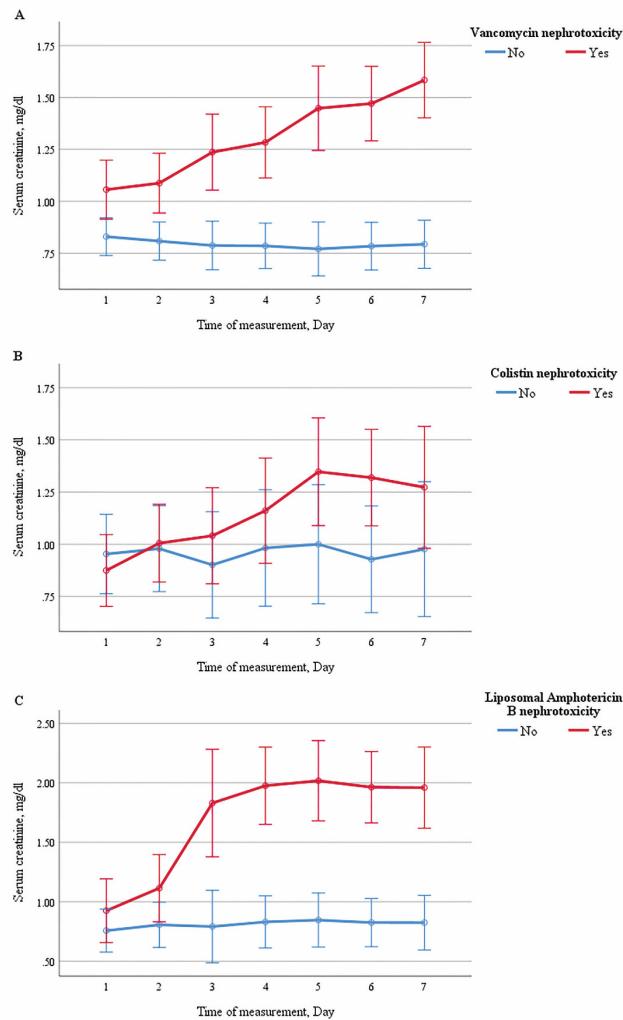 A
Vancomycin nephrotoxicity
No Yes
Serum creatinine, mg/dl
1.75
1.50
1.25
1.00
.75
1 2 3 4 5 6 7
Time of measurement, Day
B
Colistin nephrotoxicity
No Yes
Serum creatinine, mg/dl
1.75
1.50
1.25
1.00
.75
1 2 3 4 5 6 7
Time of measurement, Day
C
Liposomal Amphotericin
B nephrotoxicity
No Yes
Serum creatinine, mg/dl
2.50
2.00
1.50
1.00
.50
1 2 3 4 5 6 7
Time of measurement, Day